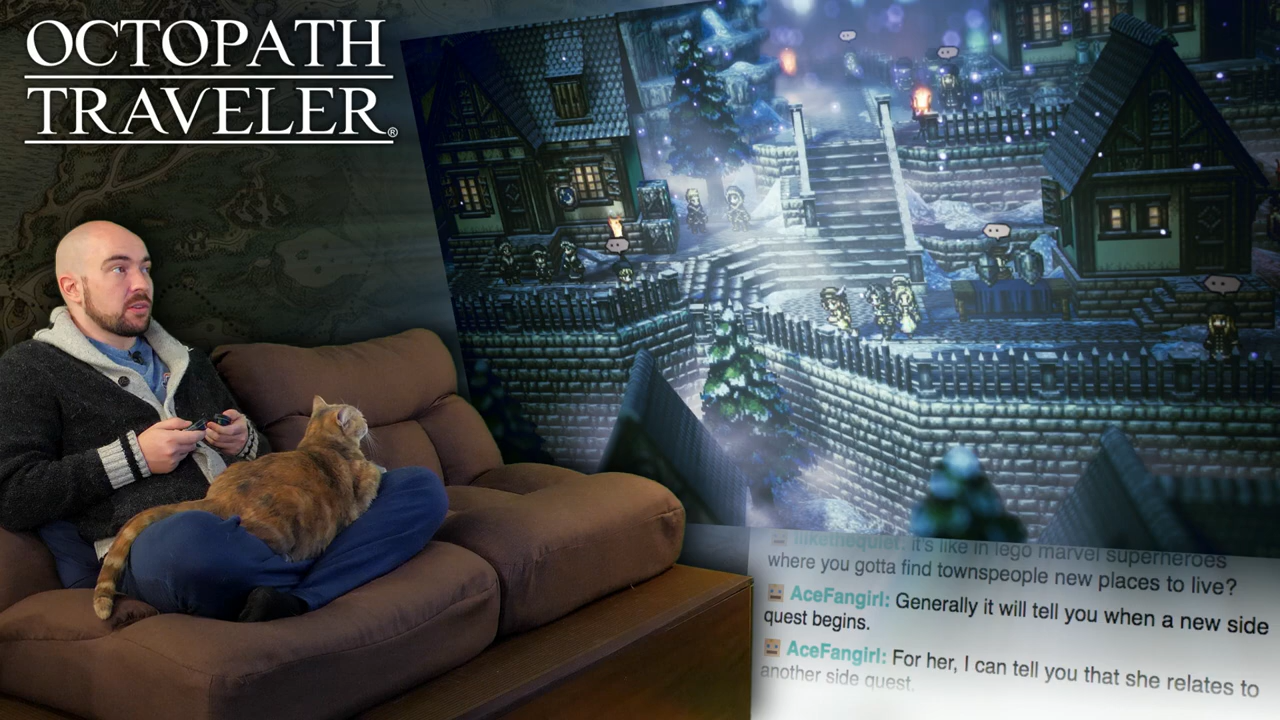 OCTOPATH
TRAVELER®
ilikethequiet: it's like in lego marvel superheroes
where you gotta find townspeople new places to live?
AceFangirl: Generally it will tell you when a new side
quest begins.
AceFangirl: For her, I can tell you that she relates to
another side quest.